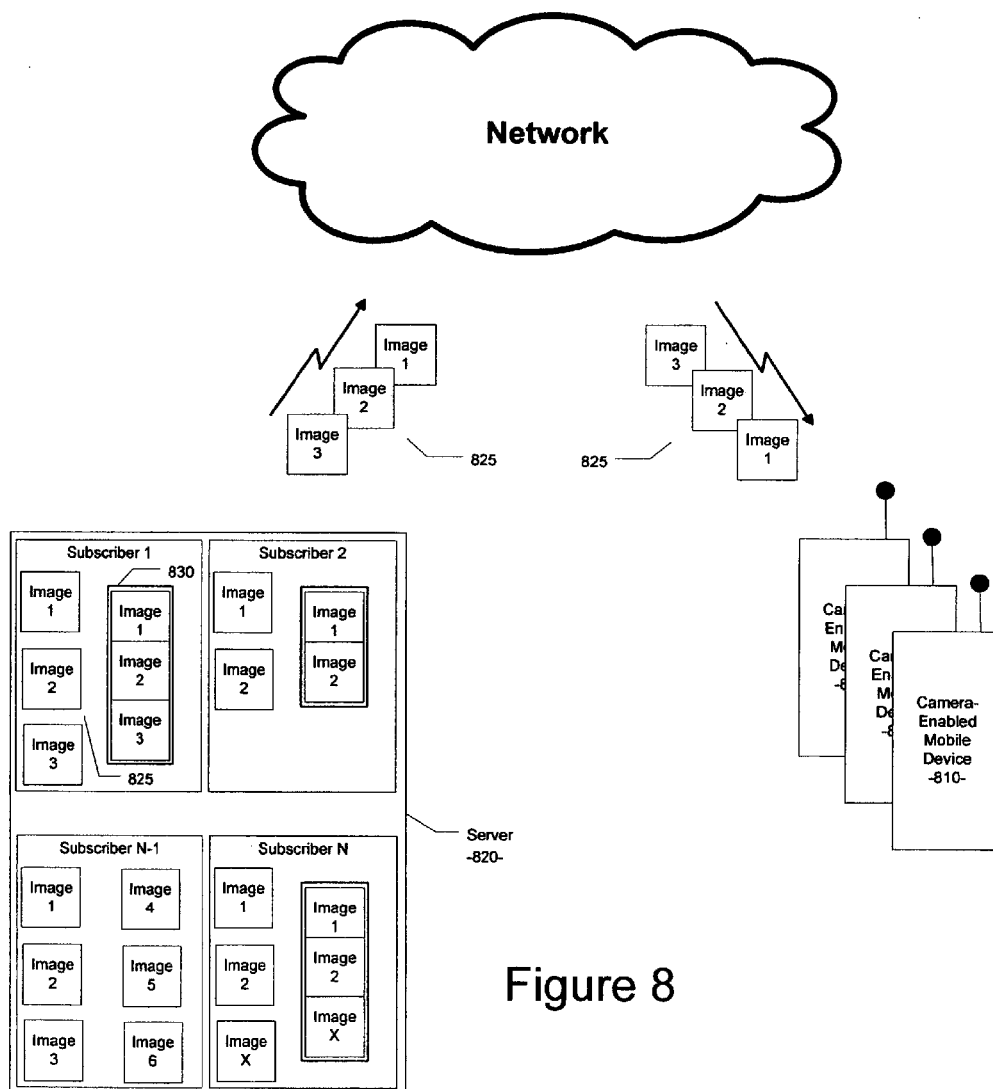 Network
Image
1
Image
2
Image
3
825
Image
3
Image
2
Image
1
825
Subscriber 1
830
Image
1
Image
2
Image
3
825
Image
1
Image
2
Image
3
Subscriber 2
Image
1
Image
2
Image
1
Image
2
Server
-820-
Subscriber N-1
Image
1
Image
2
Image
3
Image
4
Image
5
Image
6
Subscriber N
Image
1
Image
2
Image
X
Image
1
Image
2
Image
X
Camera-
Enabled
Mobile
Device
-810-
Figure 8